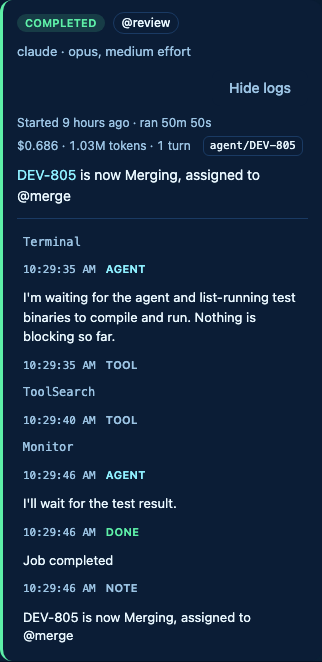 COMPLETED @review
claude · opus, medium effort
Hide logs
Started 9 hours ago · ran 50m 50s
$0.686 · 1.03M tokens · 1 turn agent/DEV-805
DEV-805 is now Merging, assigned to
@merge
Terminal
10:29:35 AM AGENT
I'm waiting for the agent and list-running test
binaries to compile and run. Nothing is
blocking so far.
10:29:35 AM TOOL
ToolSearch
10:29:40 AM TOOL
Monitor
10:29:46 AM AGENT
I'll wait for the test result.
10:29:46 AM DONE
Job completed
10:29:46 AM NOTE
DEV-805 is now Merging, assigned to
@merge